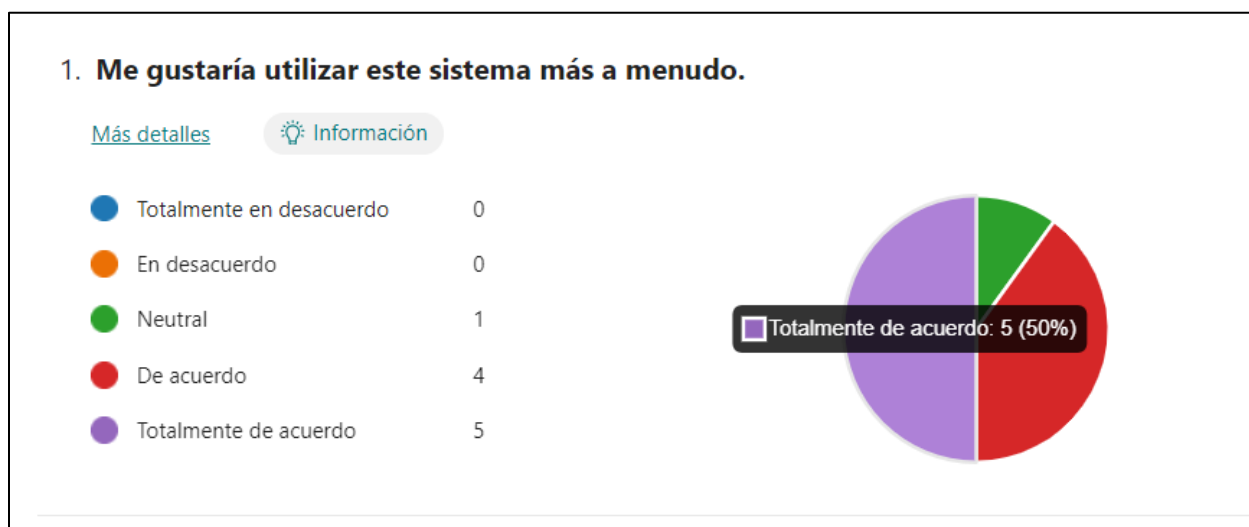 1. Me gustaría utilizar este sistema más a menudo.
Más detalles
Información
Totalmente en desacuerdo 0
En desacuerdo 0
Neutral 1
De acuerdo 4
Totalmente de acuerdo 5
Totalmente de acuerdo: 5 (50%)